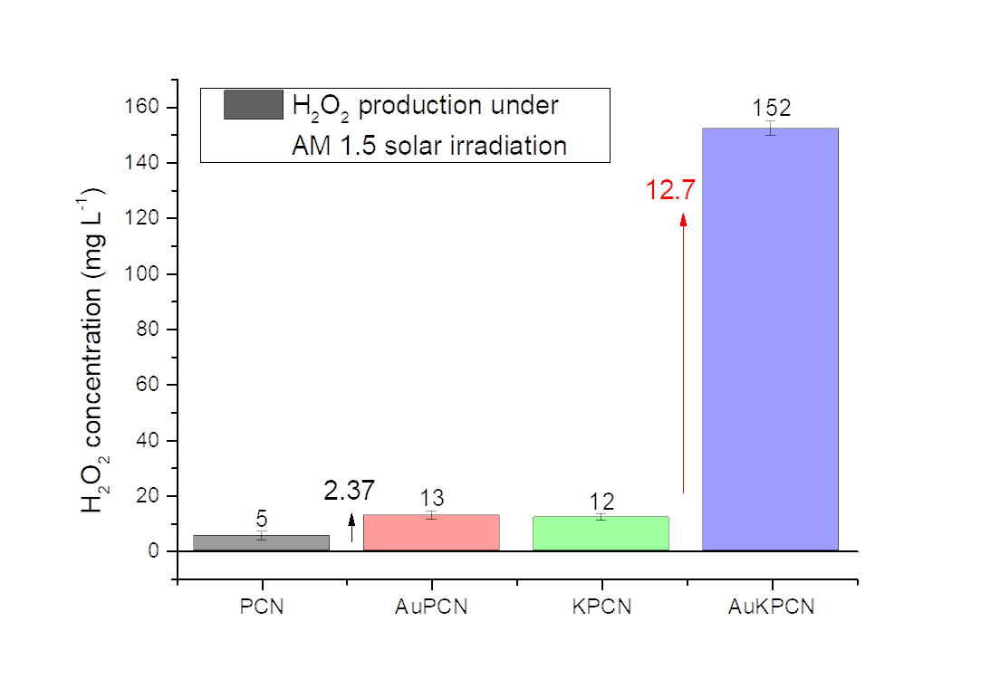 H₂O₂ production under
AM 1.5 solar irradiation
H₂O₂ concentration (mg L⁻¹)
160
140
120
100
80
60
40
20
0
5
2.37
13
12
12.7
152
PCN
AuPCN
KPCN
AuKPCN